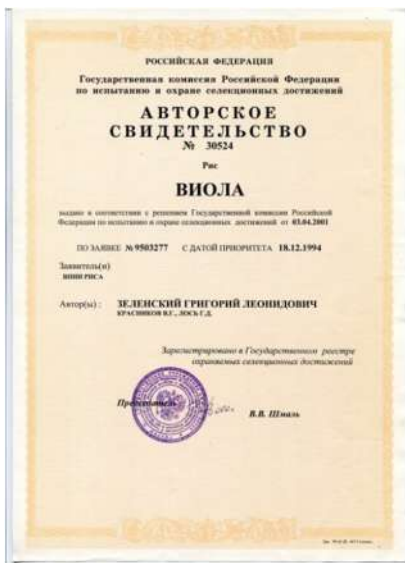 РОССИЙСКАЯ ФЕДЕРАЦИЯ
Государственная комиссия Российской Федерации
по испытанию и охране селекционных достижений
АВТОРСКОЕ
СВИДЕТЕЛЬСТВО
№ 30524
Рис
ВИОЛА
выдано в соответствии с решением Государственной комиссии Российской
Федерации по испытанию и охране селекционных достижений от 03.04.2001
ПО ЗАЯВКЕ № 9503277 С ДАТОЙ ПРИОРИТЕТА 18.12.1994
Заявитель(и)
ВНИИ РИСА
Автор(ы) : ЗЕЛЕНСКИЙ ГРИГОРИЙ ЛЕОНИДОВИЧ
КРАСНИКОВ В.Г., ЛОСЬ Г.Д.
Зарегистрировано в Государственном реестре
охраняемых селекционных достижений
Председатель
В.В. Шмаль